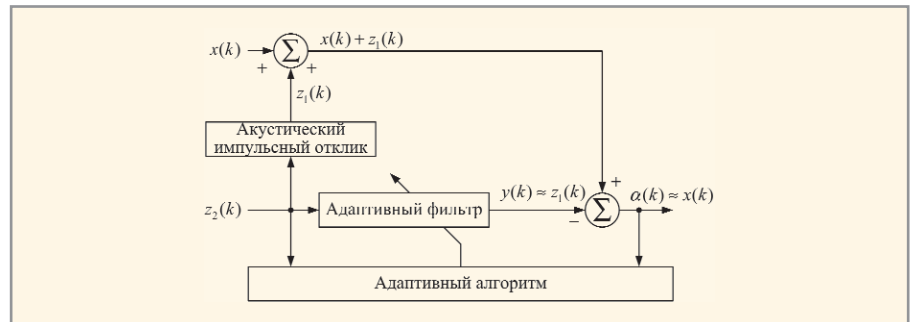 x(k)
x(k) + z₁(k)
+
+
z₁(k)
Акустический
импульсный отклик
+
z₂(k)
Адаптивный фильтр
y(k) ≈ z₁(k)
−
α(k) ≈ x(k)
Σ
Σ
Адаптивный алгоритм